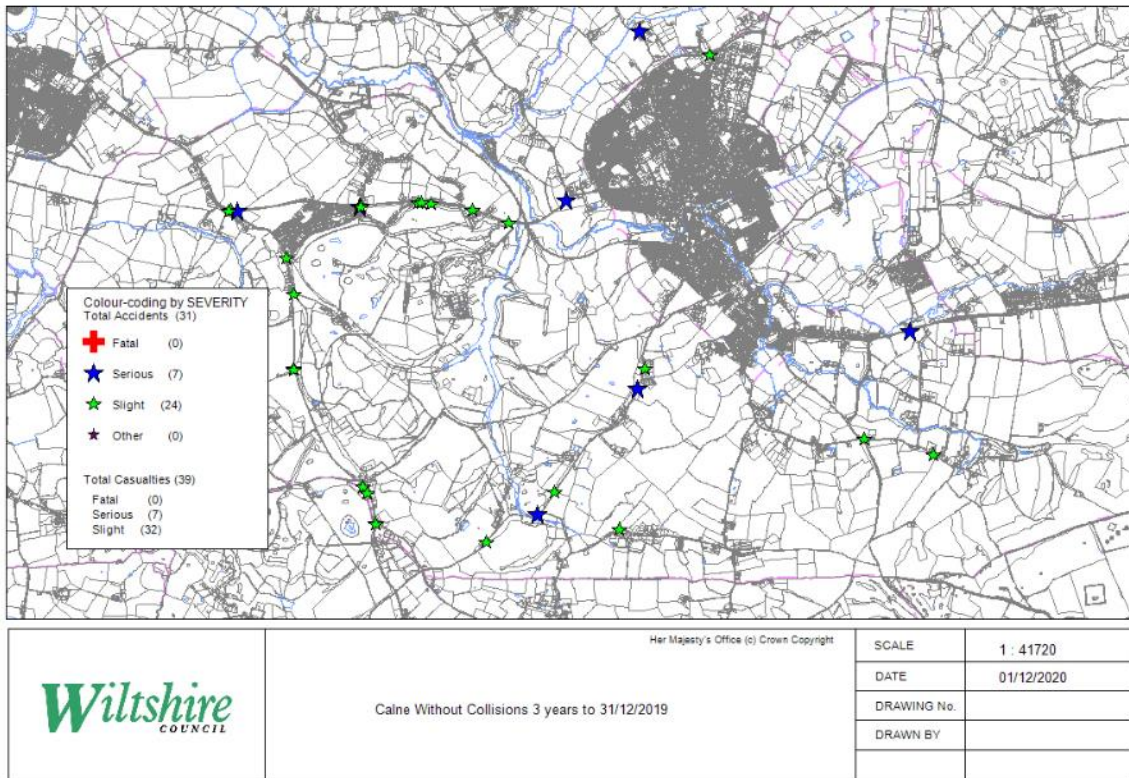 Colour-coding by SEVERITY
Total Accidents (31)
Fatal (0)
Serious (7)
Slight (24)
Other (0)
Total Casualties (39)
Fatal (0)
Serious (7)
Slight (32)
Wiltshire
COUNCIL
Her Majesty's Office (c) Crown Copyright
Calne Without Collisions 3 years to 31/12/2019
SCALE 1 : 41720
DATE 01/12/2020
DRAWING No.
DRAWN BY